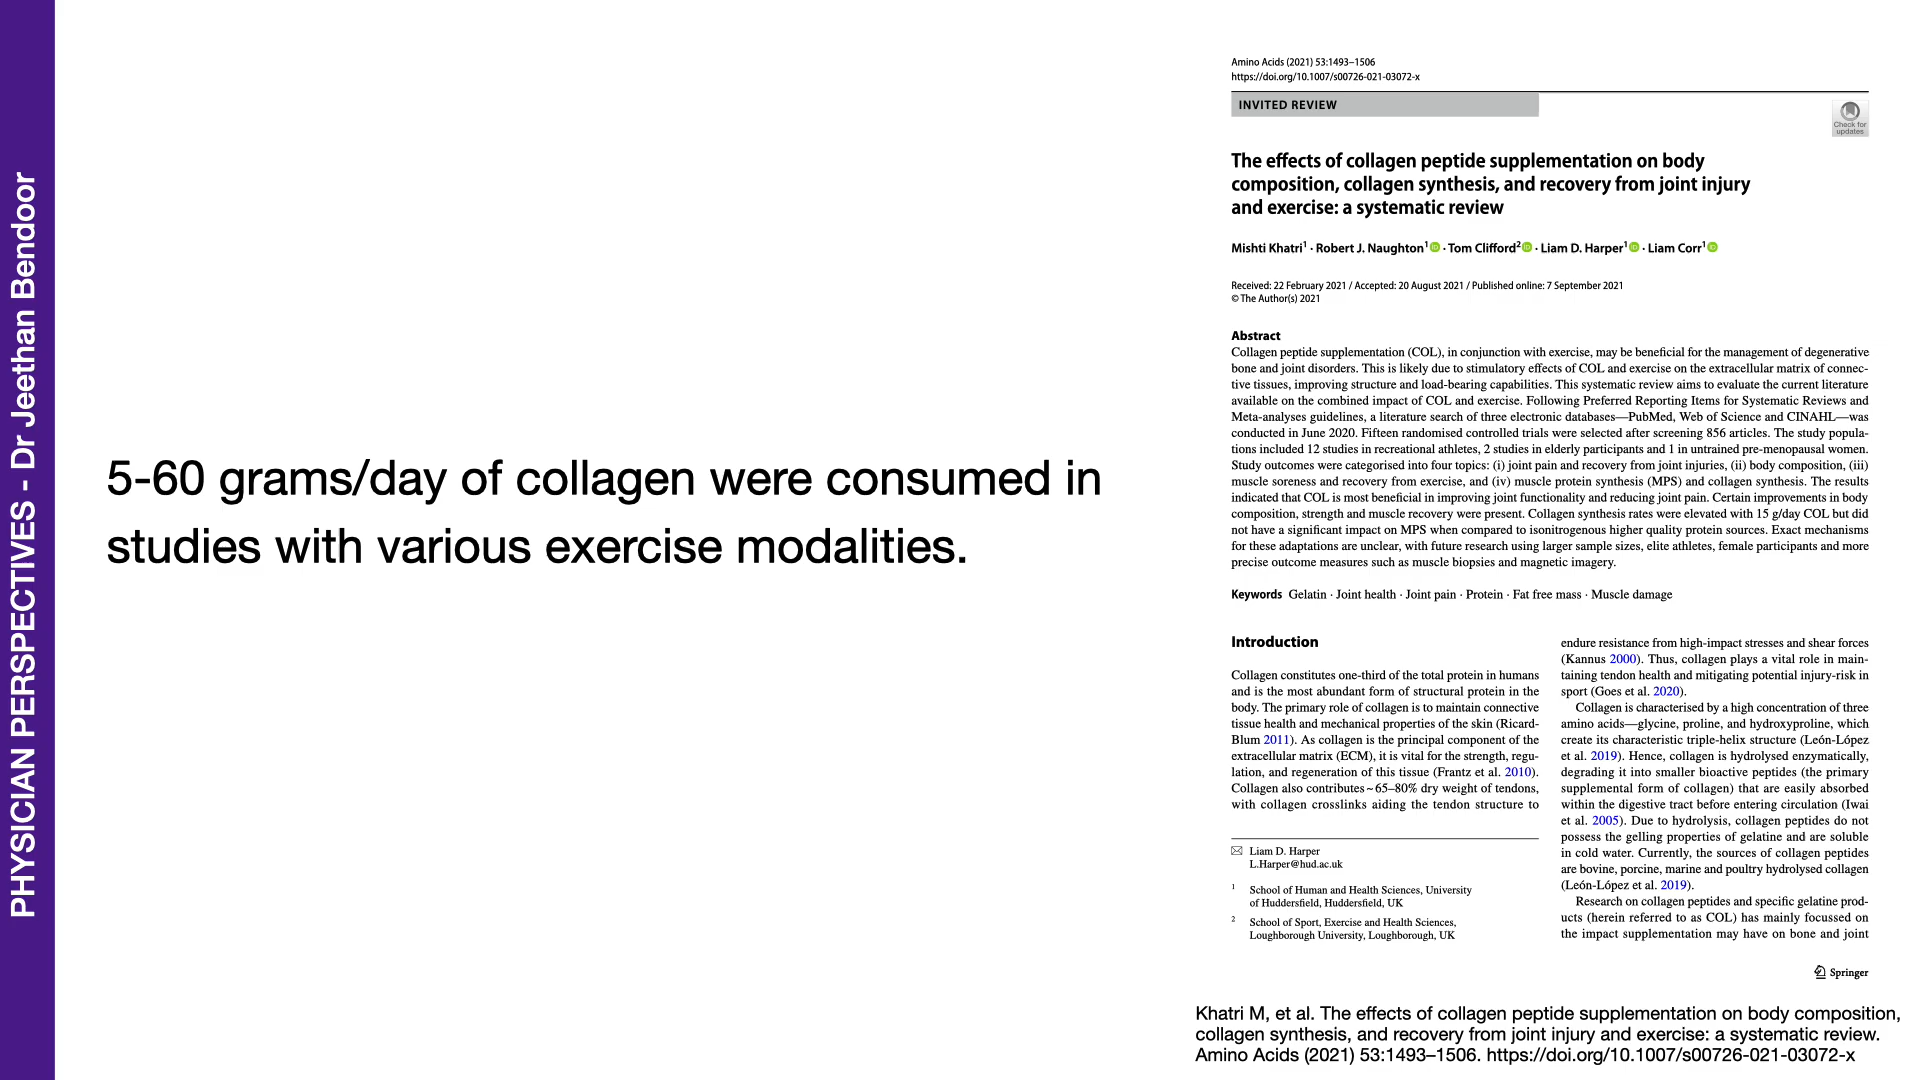 PHYSICIAN PERSPECTIVES - Dr Jeethan Bendoor
5-60 grams/day of collagen were consumed in
studies with various exercise modalities.
Amino Acids (2021) 53:1493–1506
https://doi.org/10.1007/s00726-021-03072-x
INVITED REVIEW
Check for
updates
The effects of collagen peptide supplementation on body
composition, collagen synthesis, and recovery from joint injury
and exercise: a systematic review
Mishti Khatri1 · Robert J. Naughton1 · Tom Clifford2 · Liam D. Harper1 · Liam Corr1
Received: 22 February 2021 / Accepted: 20 August 2021 / Published online: 7 September 2021
© The Author(s) 2021
Abstract
Collagen peptide supplementation (COL), in conjunction with exercise, may be beneficial for the management of degenerative
bone and joint disorders. This is likely due to stimulatory effects of COL and exercise on the extracellular matrix of connec-
tive tissues, improving structure and load-bearing capabilities. This systematic review aims to evaluate the current literature
available on the combined impact of COL and exercise. Following Preferred Reporting Items for Systematic Reviews and
Meta-analyses guidelines, a literature search of three electronic databases—PubMed, Web of Science and CINAHL—was
conducted in June 2020. Fifteen randomised controlled trials were selected after screening 856 articles. The study popula-
tions included 12 studies in recreational athletes, 2 studies in elderly participants and 1 in untrained pre-menopausal women.
Study outcomes were categorised into four topics: (i) joint pain and recovery from joint injuries, (ii) body composition, (iii)
muscle soreness and recovery from exercise, and (iv) muscle protein synthesis (MPS) and collagen synthesis. The results
indicated that COL is most beneficial in improving joint functionality and reducing joint pain. Certain improvements in body
composition, strength and muscle recovery were present. Collagen synthesis rates were elevated with 15 g/day COL but did
not have a significant impact on MPS when compared to isonitrogenous higher quality protein sources. Exact mechanisms
for these adaptations are unclear, with future research using larger sample sizes, elite athletes, female participants and more
precise outcome measures such as muscle biopsies and magnetic imagery.
Keywords Gelatin · Joint health · Joint pain · Protein · Fat free mass · Muscle damage
Introduction
Collagen constitutes one-third of the total protein in humans
and is the most abundant form of structural protein in the
body. The primary role of collagen is to maintain connective
tissue health and mechanical properties of the skin (Ricard-
Blum 2011). As collagen is the principal component of the
extracellular matrix (ECM), it is vital for the strength, regu-
lation, and regeneration of this tissue (Frantz et al. 2010).
Collagen also contributes ~ 65–80% dry weight of tendons,
with collagen crosslinks aiding the tendon structure to
Liam D. Harper
L.Harper@hud.ac.uk
1 School of Human and Health Sciences, University
of Huddersfield, Huddersfield, UK
2 School of Sport, Exercise and Health Sciences,
Loughborough University, Loughborough, UK
endure resistance from high-impact stresses and shear forces
(Kannus 2000). Thus, collagen plays a vital role in main-
taining tendon health and mitigating potential injury-risk in
sport (Goes et al. 2020).
Collagen is characterised by a high concentration of three
amino acids—glycine, proline, and hydroxyproline, which
create its characteristic triple-helix structure (León-López
et al. 2019). Hence, collagen is hydrolysed enzymatically,
degrading it into smaller bioactive peptides (the primary
supplemental form of collagen) that are easily absorbed
within the digestive tract before entering circulation (Iwai
et al. 2005). Due to hydrolysis, collagen peptides do not
possess the gelling properties of gelatine and are soluble
in cold water. Currently, the sources of collagen peptides
are bovine, porcine, marine and poultry hydrolysed collagen
(León-López et al. 2019).
Research on collagen peptides and specific gelatine prod-
ucts (herein referred to as COL) has mainly focussed on
the impact supplementation may have on bone and joint
Springer
Khatri M, et al. The effects of collagen peptide supplementation on body composition,
collagen synthesis, and recovery from joint injury and exercise: a systematic review.
Amino Acids (2021) 53:1493–1506. https://doi.org/10.1007/s00726-021-03072-x